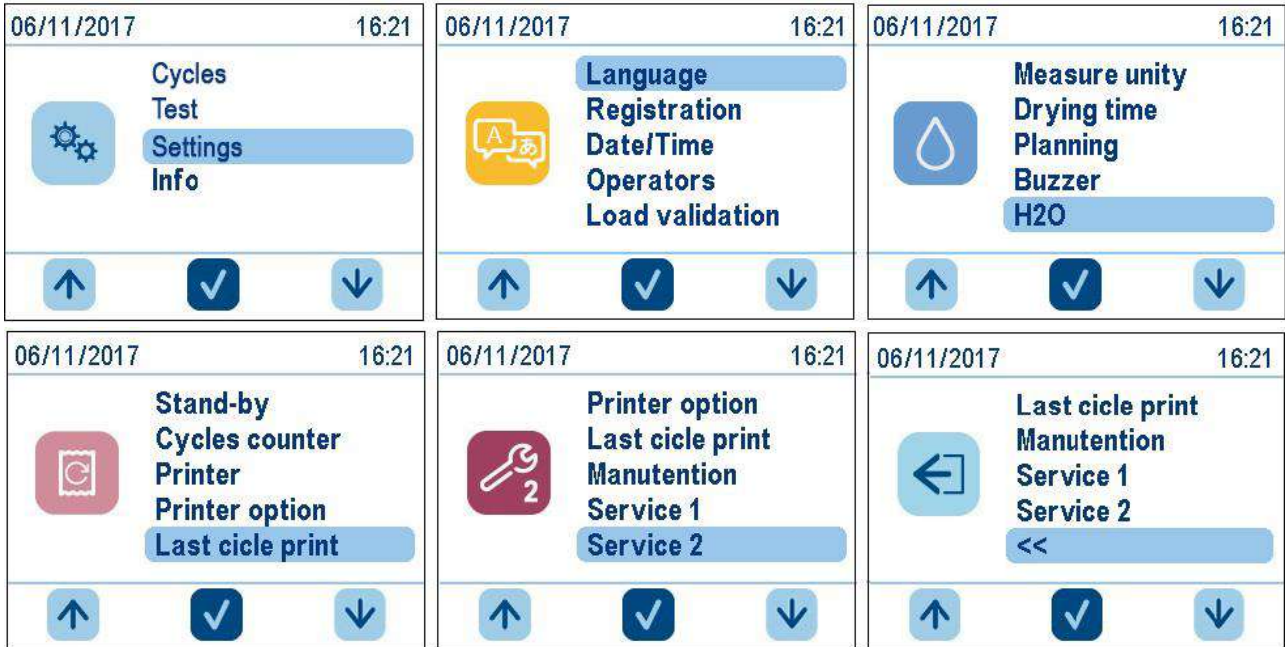 06/11/2017 16:21
Cycles
Test
Settings
Info
06/11/2017 16:21
A あ
Language
Registration
Date/Time
Operators
Load validation
06/11/2017 16:21
Measure unity
Drying time
Planning
Buzzer
H2O
06/11/2017 16:21
Stand-by
Cycles counter
Printer
Printer option
Last cicle print
06/11/2017 16:21
2
Printer option
Last cicle print
Manutention
Service 1
Service 2
06/11/2017 16:21
Last cicle print
Manutention
Service 1
Service 2
<<